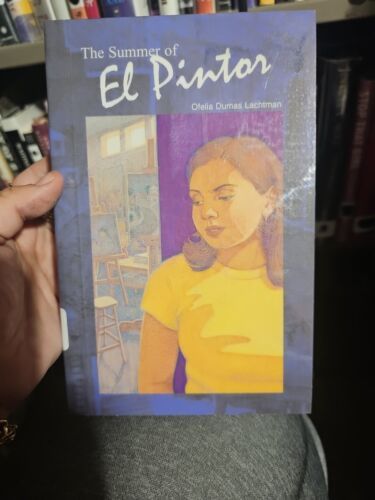 The Summer of
El Pintor
Ofelia Dumas Lachtman